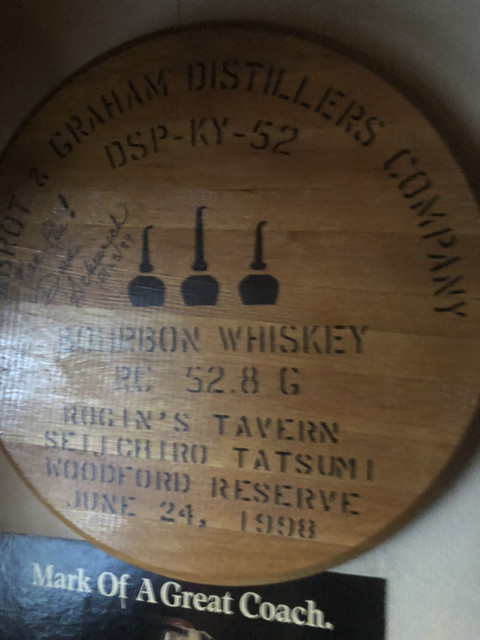 & GRAHAM DISTILLERS COMPANY
DSP-KY-52
BOURBON WHISKEY
RC 52.8 G
SEIICHIRO TATSUMI
WOODFORD RESERVE
JUNE 24, 1998
TAVERN
Mark Of A Great Coach.